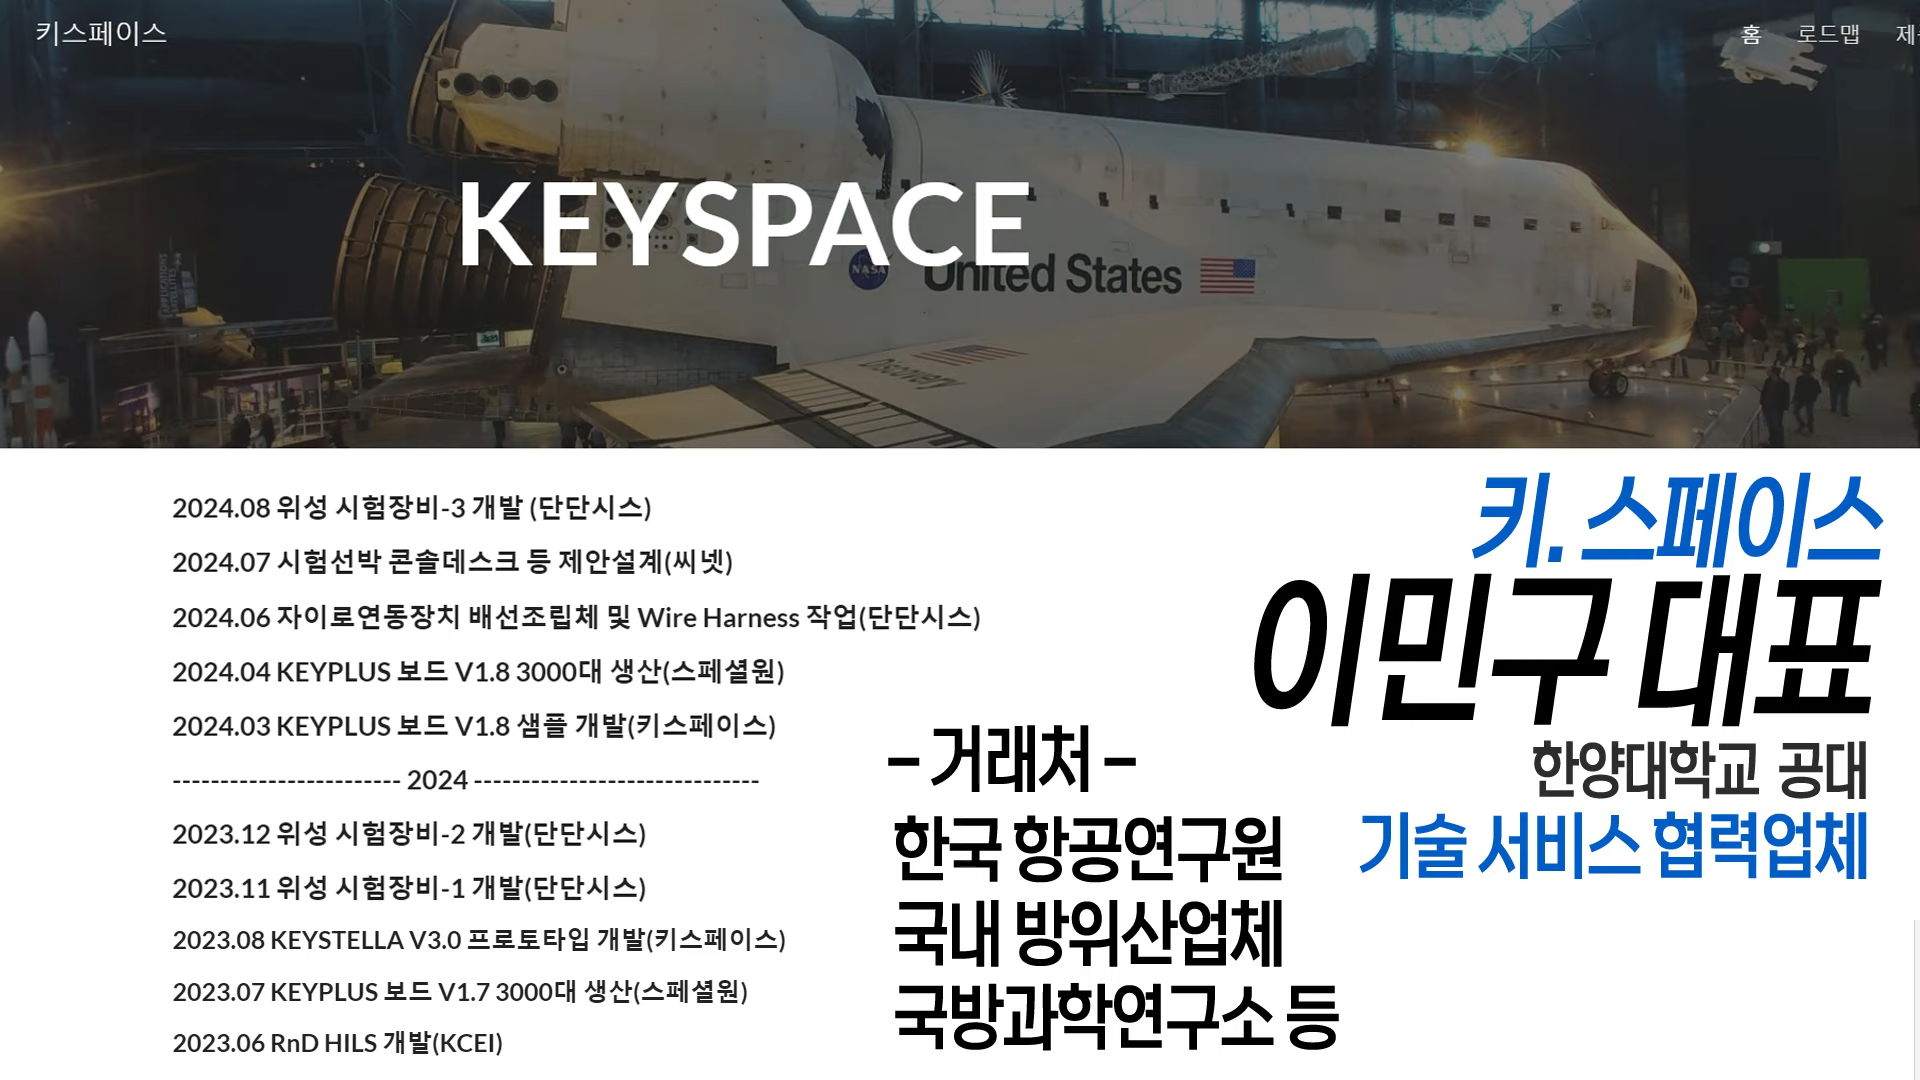 키스페이스
홈 로드맵
KEYSPACE
NASA
United States
Discovery
2024.08 위성 시험장비-3 개발 (단단시스)
2024.07 시험선박 콘솔데스크 등 제안설계(씨넷)
2024.06 자이로연동장치 배선조립체 및 Wire Harness 작업(단단시스)
2024.04 KEYPLUS 보드 V1.8 3000대 생산(스페셜원)
2024.03 KEYPLUS 보드 V1.8 샘플 개발(키스페이스)
------------------------ 2024 ------------------------------
2023.12 위성 시험장비-2 개발(단단시스)
2023.11 위성 시험장비-1 개발(단단시스)
2023.08 KEYSTELLA V3.0 프로토타입 개발(키스페이스)
2023.07 KEYPLUS 보드 V1.7 3000대 생산(스페셜원)
2023.06 RnD HILS 개발(KCEI)
키. 스페이스
이민구 대표
한양대학교 공대
기술 서비스 협력업체
– 거래처 –
한국 항공연구원
국내 방위산업체
국방과학연구소 등